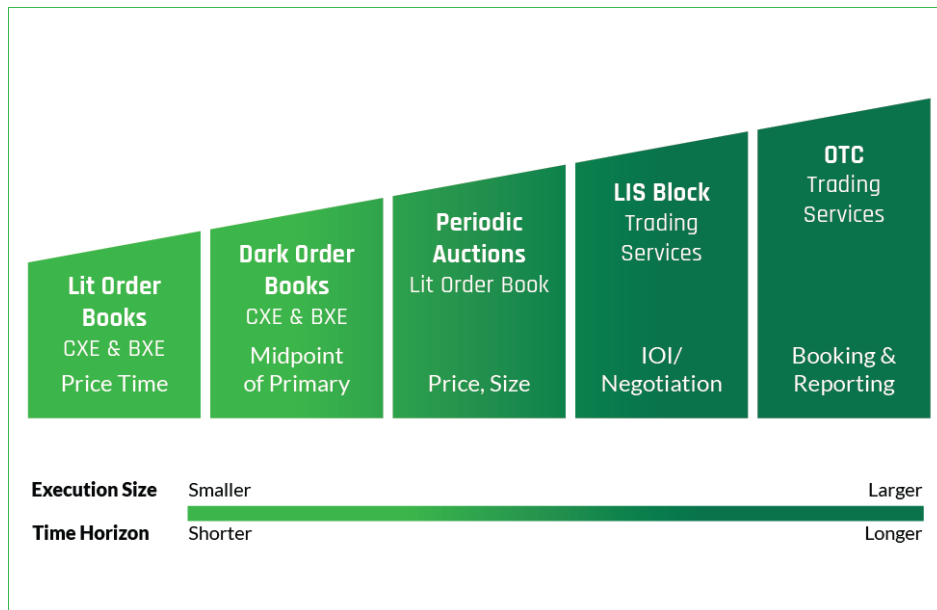 Lit Order
Books
CXE & BXE
Price Time
Dark Order
Books
CXE & BXE
Midpoint
of Primary
Periodic
Auctions
Lit Order Book
Price, Size
LIS Block
Trading
Services
IOI/
Negotiation
OTC
Trading
Services
Booking &
Reporting
Execution Size Smaller Larger
Time Horizon Shorter Longer